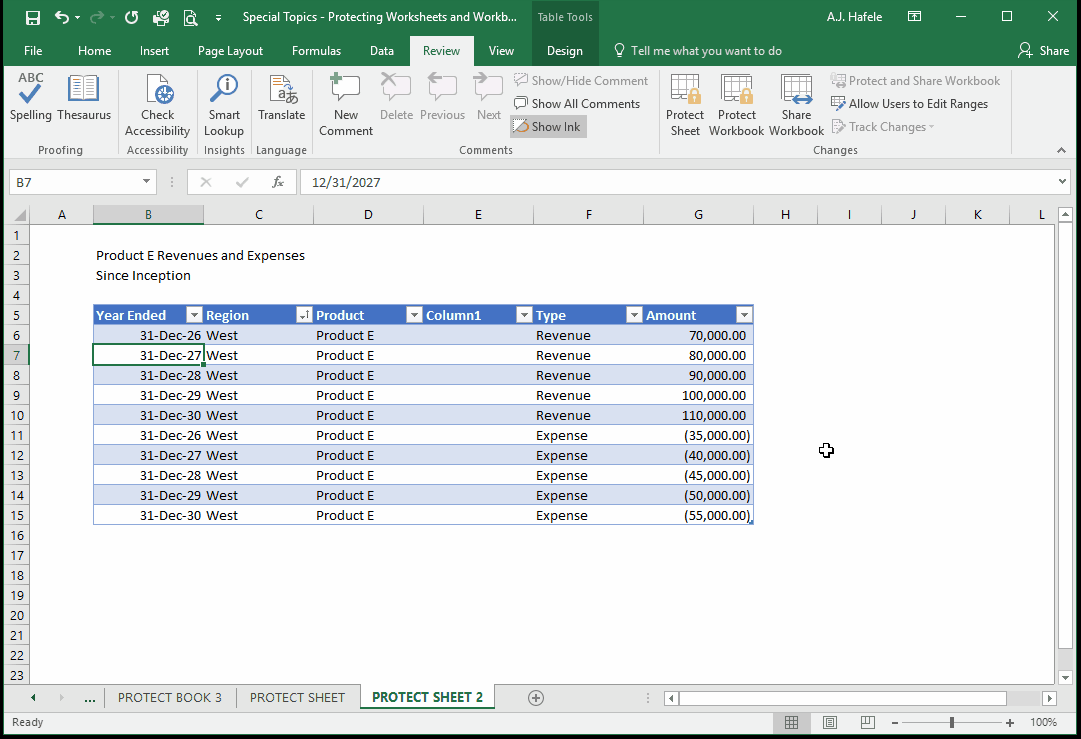 Special Topics - Protecting Worksheets and Workb...
Table Tools
A.J. Hafele
File Home Insert Page Layout Formulas Data Review View Design Tell me what you want to do Share
ABC
Spelling
Thesaurus
Proofing
Check Accessibility
Accessibility
Smart Lookup
Insights
Translate
Language
New Comment
Delete
Previous
Next
Show/Hide Comment
Show All Comments
Show Ink
Comments
Protect Sheet
Protect Workbook
Share Workbook
Protect and Share Workbook
Allow Users to Edit Ranges
Track Changes
Changes
B7 fx 12/31/2027
A B C D E F G H I J K L
1
2 Product E Revenues and Expenses
3 Since Inception
4
5 Year Ended Region Product Column1 Type Amount
6 31-Dec-26 West Product E Revenue 70,000.00
7 31-Dec-27 West Product E Revenue 80,000.00
8 31-Dec-28 West Product E Revenue 90,000.00
9 31-Dec-29 West Product E Revenue 100,000.00
10 31-Dec-30 West Product E Revenue 110,000.00
11 31-Dec-26 West Product E Expense (35,000.00)
12 31-Dec-27 West Product E Expense (40,000.00)
13 31-Dec-28 West Product E Expense (45,000.00)
14 31-Dec-29 West Product E Expense (50,000.00)
15 31-Dec-30 West Product E Expense (55,000.00)
16
17
18
19
20
21
22
23
... PROTECT BOOK 3 PROTECT SHEET PROTECT SHEET 2
Ready 100%